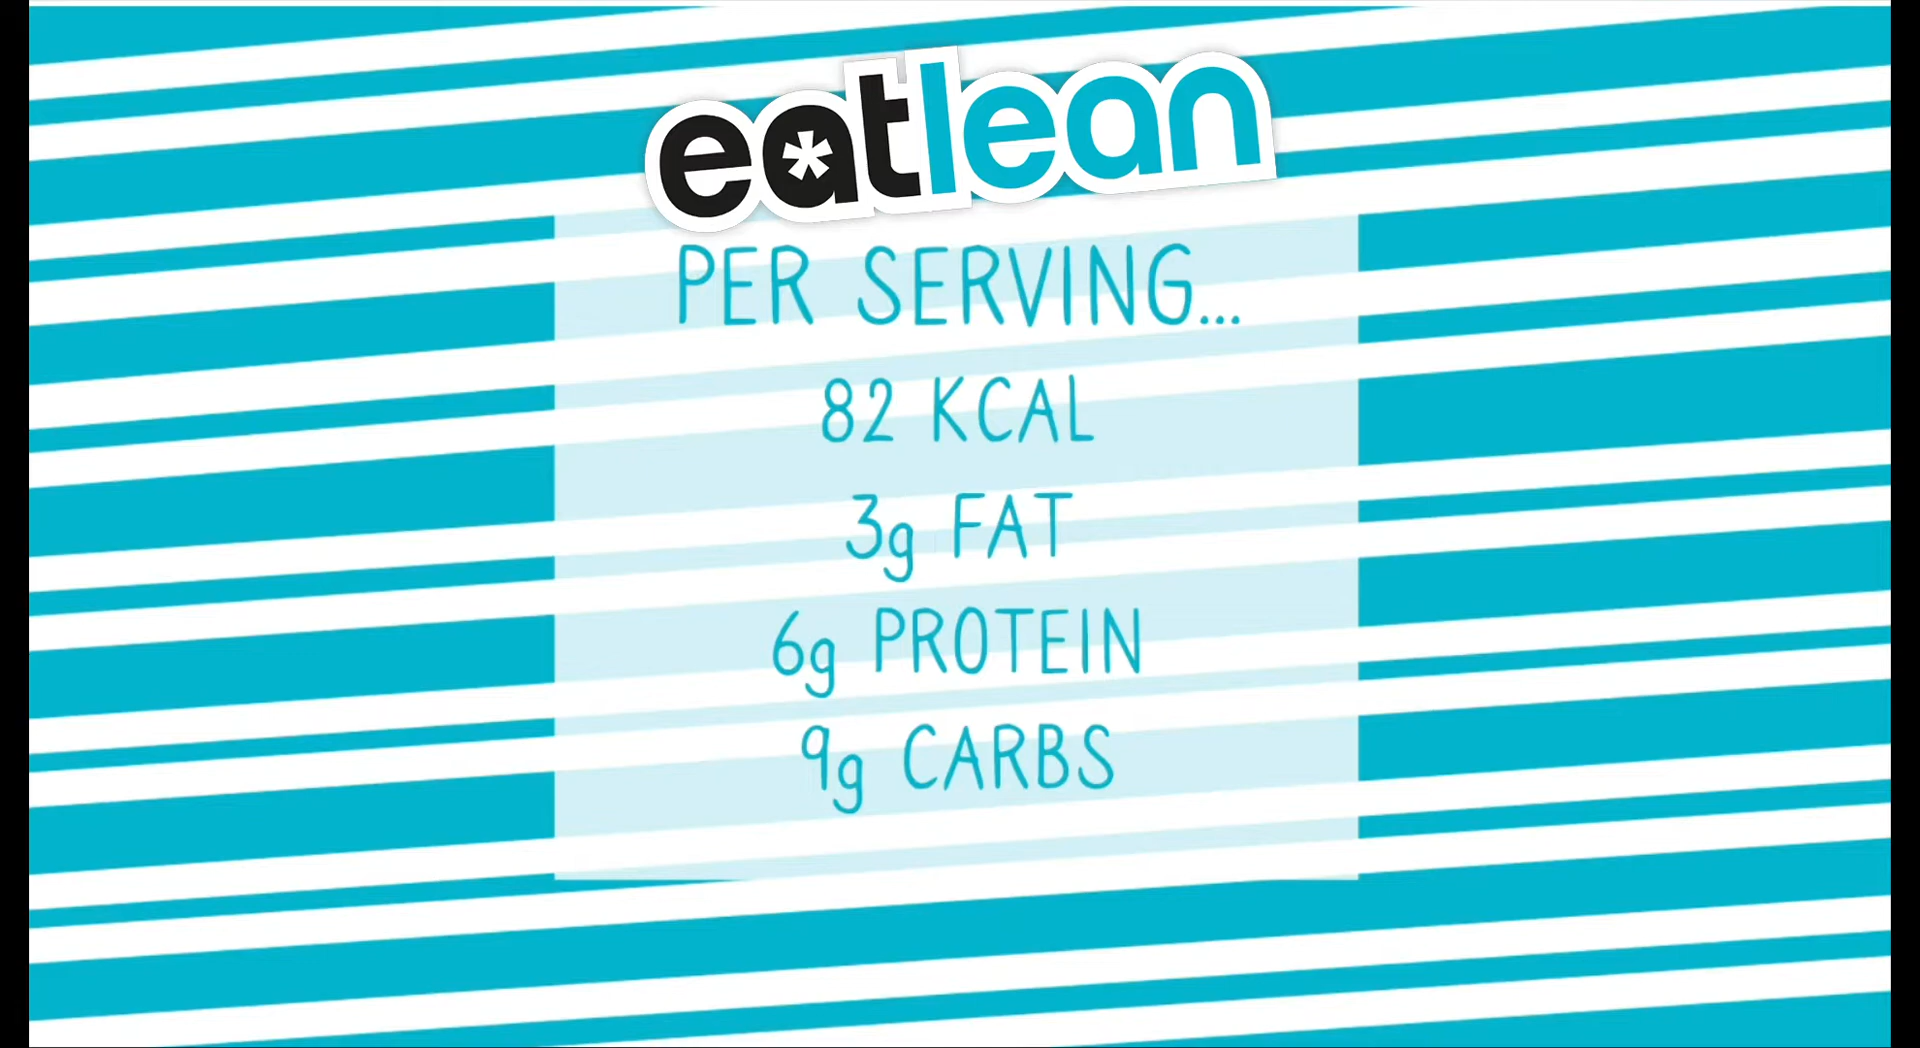 eatlean
PER SERVING...
82 KCAL
3g FAT
6g PROTEIN
9g CARBS